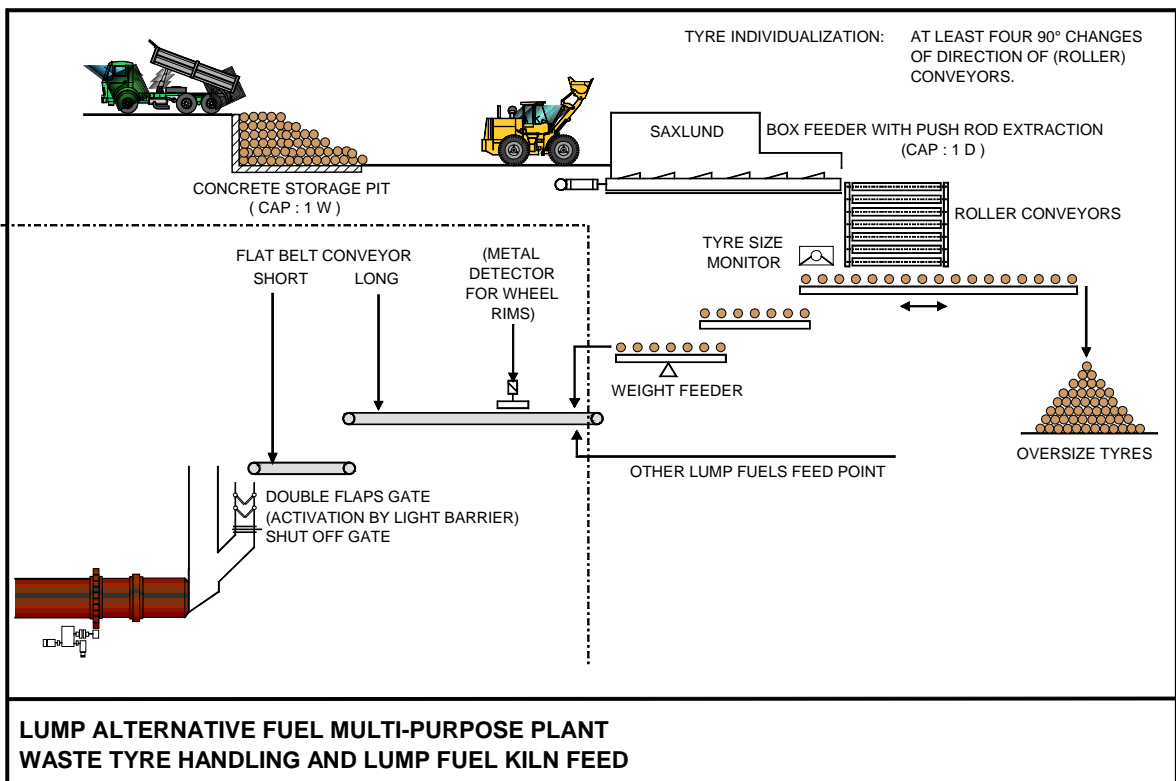 TYRE INDIVIDUALIZATION: AT LEAST FOUR 90° CHANGES
OF DIRECTION OF (ROLLER)
CONVEYORS.
SAXLUND
BOX FEEDER WITH PUSH ROD EXTRACTION
(CAP : 1 D )
CONCRETE STORAGE PIT
( CAP : 1 W )
ROLLER CONVEYORS
TYRE SIZE
MONITOR
FLAT BELT CONVEYOR
SHORT LONG
(METAL
DETECTOR
FOR WHEEL
RIMS)
WEIGHT FEEDER
OVERSIZE TYRES
OTHER LUMP FUELS FEED POINT
DOUBLE FLAPS GATE
(ACTIVATION BY LIGHT BARRIER)
SHUT OFF GATE
LUMP ALTERNATIVE FUEL MULTI-PURPOSE PLANT
WASTE TYRE HANDLING AND LUMP FUEL KILN FEED